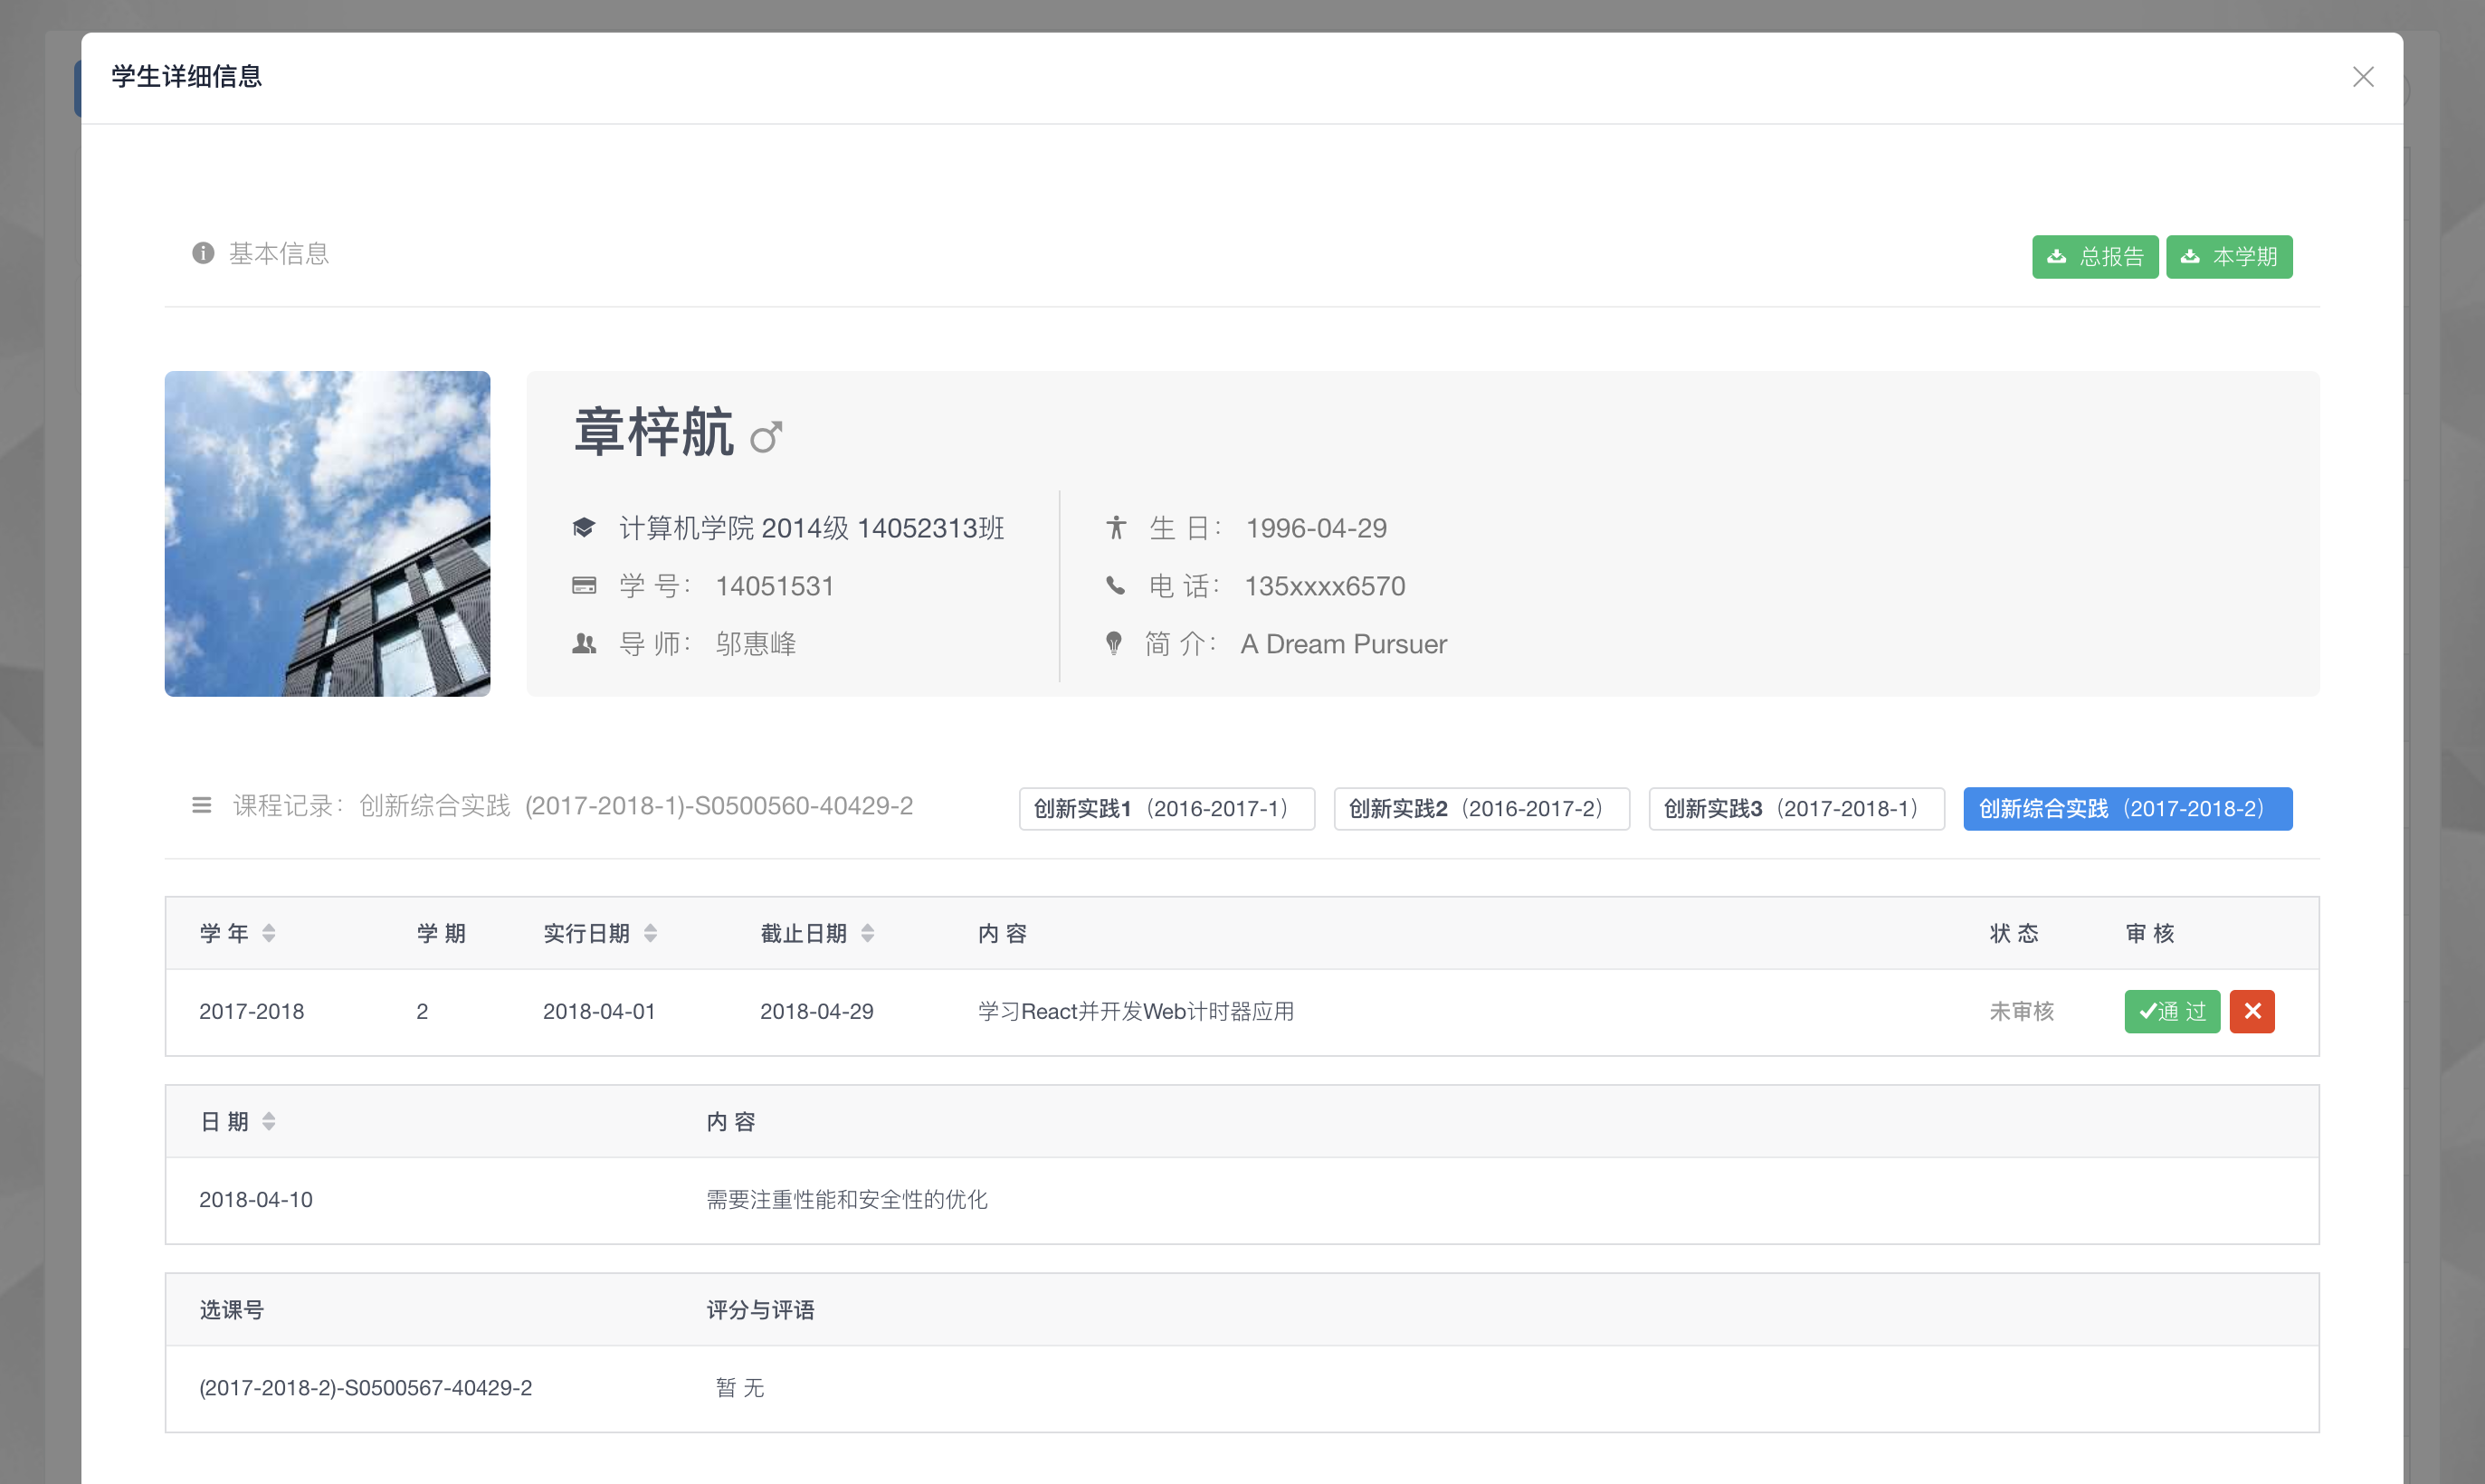 学生详细信息
基本信息
总报告 本学期
章梓航
计算机学院 2014级 14052313班
学 号： 14051531
导 师： 邬惠峰
生 日： 1996-04-29
电 话： 135xxxx6570
简 介： A Dream Pursuer
课程记录：创新综合实践 (2017-2018-1)-S0500560-40429-2
创新实践1（2016-2017-1） 创新实践2（2016-2017-2） 创新实践3（2017-2018-1） 创新综合实践（2017-2018-2）
学 年 学 期 实行日期 截止日期 内 容 状 态 审 核
2017-2018 2 2018-04-01 2018-04-29 学习React并开发Web计时器应用 未审核 通 过
日 期 内 容
2018-04-10 需要注重性能和安全性的优化
选课号 评分与评语
(2017-2018-2)-S0500567-40429-2 暂 无